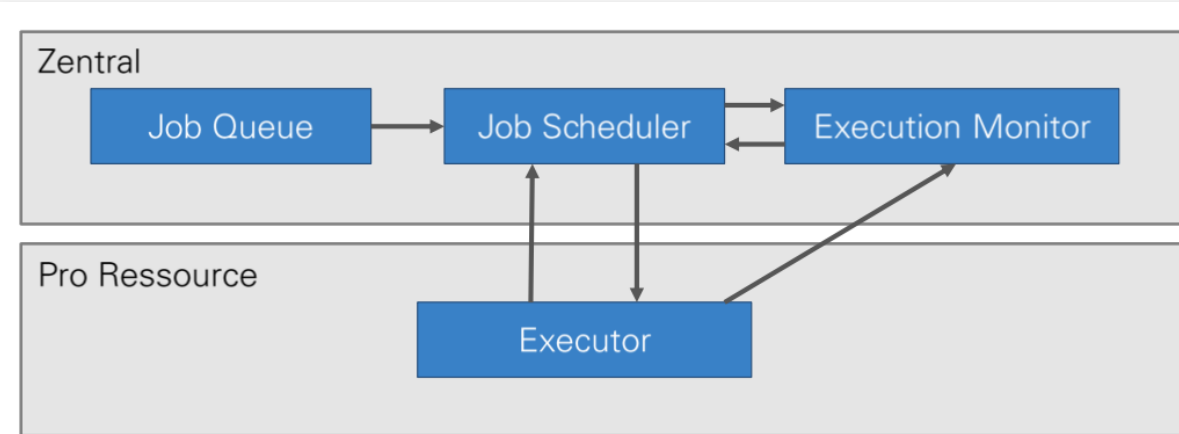 Zentral
Job Queue
Job Scheduler
Execution Monitor
Pro Ressource
Executor